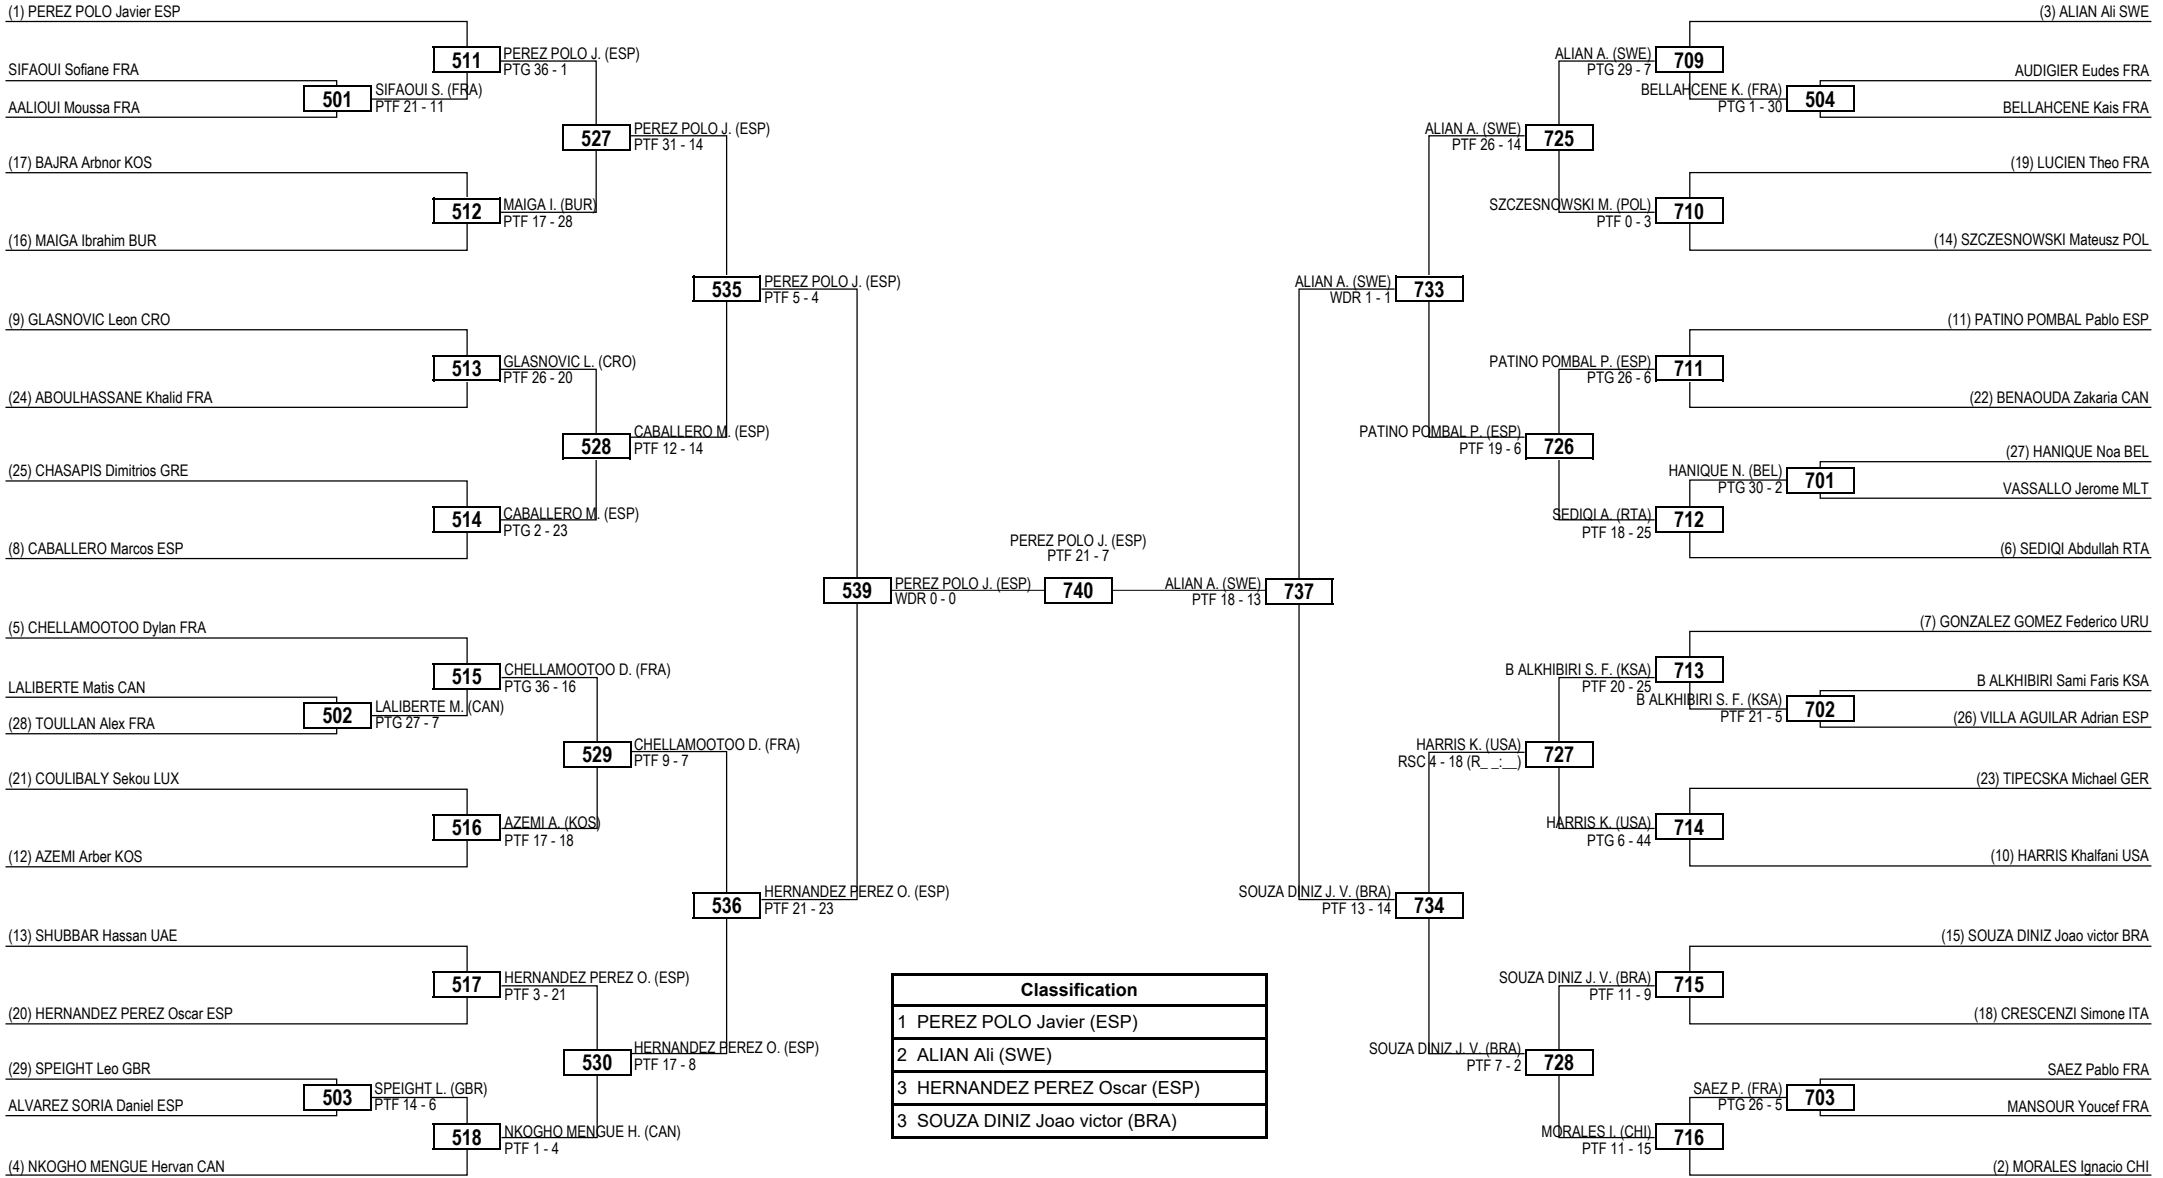 (1) PEREZ POLO Javier ESP
SIFAOUI Sofiane FRA
AALIOUI Moussa FRA
(17) BAJRA Arbnor KOS
(16) MAIGA Ibrahim BUR
(9) GLASNOVIC Leon CRO
(24) ABOULHASSANE Khalid FRA
(25) CHASAPIS Dimitrios GRE
(8) CABALLERO Marcos ESP
(5) CHELLAMOOTOO Dylan FRA
LALIBERTE Matis CAN
(28) TOULLAN Alex FRA
(21) COULIBALY Sekou LUX
(12) AZEMI Arber KOS
(13) SHUBBAR Hassan UAE
(20) HERNANDEZ PEREZ Oscar ESP
(29) SPEIGHT Leo GBR
ALVAREZ SORIA Daniel ESP
(4) NKOGHO MENGUE Hervan CAN
501
SIFAOUI S. (FRA)
PTF 21 - 11
502
LALIBERTE M. (CAN)
PTG 27 - 7
503
SPEIGHT L. (GBR)
PTF 14 - 6
511
PEREZ POLO J. (ESP)
PTG 36 - 1
512
MAIGA I. (BUR)
PTF 17 - 28
513
GLASNOVIC L. (CRO)
PTF 26 - 20
514
CABALLERO M. (ESP)
PTG 2 - 23
515
CHELLAMOOTOO D. (FRA)
PTG 36 - 16
516
AZEMI A. (KOS)
PTF 17 - 18
517
HERNANDEZ PEREZ O. (ESP)
PTF 3 - 21
518
NKOGHO MENGUE H. (CAN)
PTF 1 - 4
527
PEREZ POLO J. (ESP)
PTF 31 - 14
528
CABALLERO M. (ESP)
PTF 12 - 14
529
CHELLAMOOTOO D. (FRA)
PTF 9 - 7
530
HERNANDEZ PEREZ O. (ESP)
PTF 17 - 8
535
PEREZ POLO J. (ESP)
PTF 5 - 4
536
HERNANDEZ PEREZ O. (ESP)
PTF 21 - 23
539
PEREZ POLO J. (ESP)
WDR 0 - 0
PEREZ POLO J. (ESP)
PTF 21 - 7
740
ALIAN A. (SWE)
PTF 18 - 13
737
ALIAN A. (SWE)
WDR 1 - 1
733
SOUZA DINIZ J. V. (BRA)
PTF 13 - 14
734
ALIAN A. (SWE)
PTF 26 - 14
725
PATINO POMBAL P. (ESP)
PTF 19 - 6
726
HARRIS K. (USA)
RSC 4 - 18 (R_ _:__)
727
SOUZA DINIZ J. V. (BRA)
PTF 7 - 2
728
ALIAN A. (SWE)
PTG 29 - 7
709
SZCZESNOWSKI M. (POL)
PTF 0 - 3
710
PATINO POMBAL P. (ESP)
PTG 26 - 6
711
SEDIQI A. (RTA)
PTF 18 - 25
712
B ALKHIBIRI S. F. (KSA)
PTF 20 - 25
713
HARRIS K. (USA)
PTG 6 - 44
714
SOUZA DINIZ J. V. (BRA)
PTF 11 - 9
715
MORALES I. (CHI)
PTF 11 - 15
716
BELLAHCENE K. (FRA)
PTG 1 - 30
504
HANIQUE N. (BEL)
PTG 30 - 2
701
B ALKHIBIRI S. F. (KSA)
PTF 21 - 5
702
SAEZ P. (FRA)
PTG 26 - 5
703
(3) ALIAN Ali SWE
AUDIGIER Eudes FRA
BELLAHCENE Kais FRA
(19) LUCIEN Theo FRA
(14) SZCZESNOWSKI Mateusz POL
(11) PATINO POMBAL Pablo ESP
(22) BENAOUDA Zakaria CAN
(27) HANIQUE Noa BEL
VASSALLO Jerome MLT
(6) SEDIQI Abdullah RTA
(7) GONZALEZ GOMEZ Federico URU
B ALKHIBIRI Sami Faris KSA
(26) VILLA AGUILAR Adrian ESP
(23) TIPECSKA Michael GER
(10) HARRIS Khalfani USA
(15) SOUZA DINIZ Joao victor BRA
(18) CRESCENZI Simone ITA
SAEZ Pablo FRA
MANSOUR Youcef FRA
(2) MORALES Ignacio CHI
Classification
1 PEREZ POLO Javier (ESP)
2 ALIAN Ali (SWE)
3 HERNANDEZ PEREZ Oscar (ESP)
3 SOUZA DINIZ Joao victor (BRA)